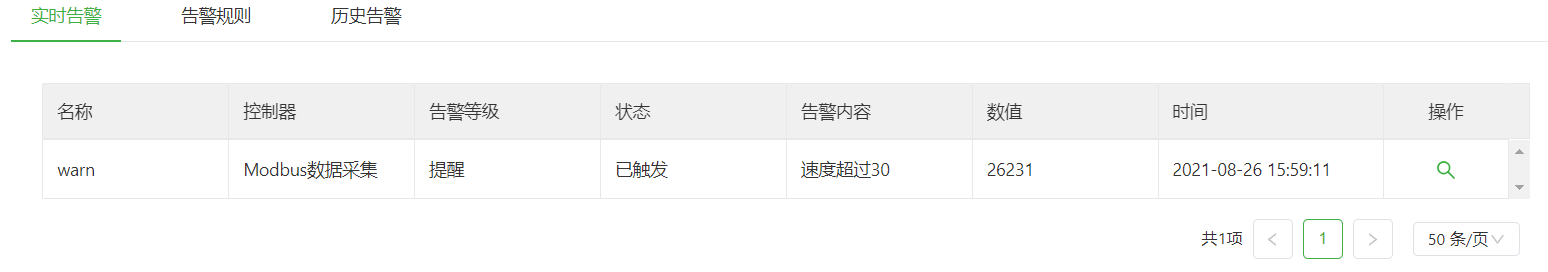 实时告警 告警规则 历史告警
名称 控制器 告警等级 状态 告警内容 数值 时间 操作
warn Modbus数据采集 提醒 已触发 速度超过30 26231 2021-08-26 15:59:11
共1项 1 50 条/页